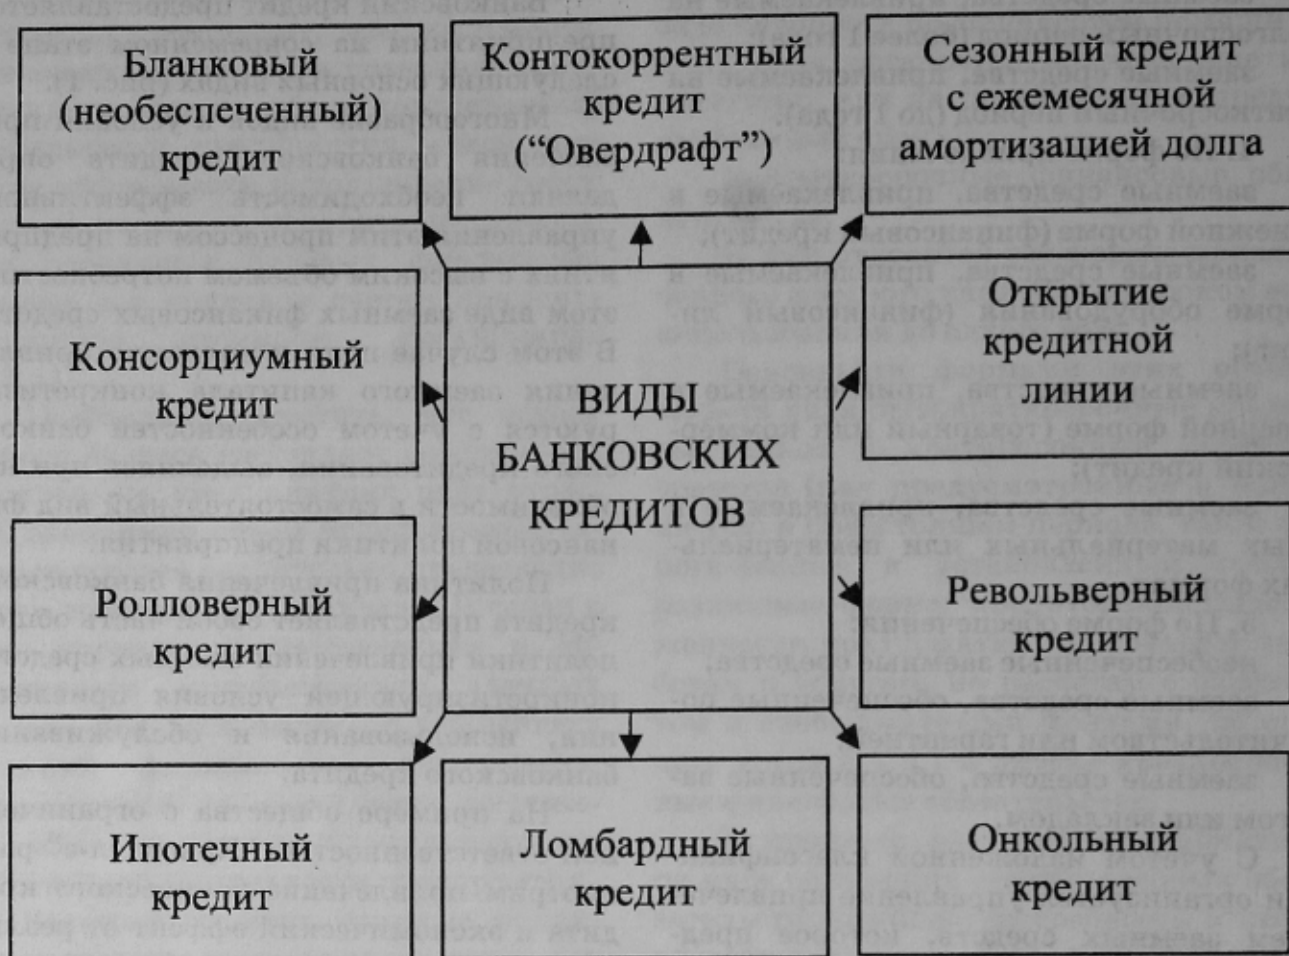 Бланковый
(необеспеченный)
кредит
Контокоррентный
кредит
(“Овердрафт”)
Сезонный кредит
с ежемесячной
амортизацией долга
Консорциумный
кредит
ВИДЫ
БАНКОВСКИХ
КРЕДИТОВ
Открытие
кредитной
линии
Ролловерный
кредит
Револьверный
кредит
Ипотечный
кредит
Ломбардный
кредит
Онкольный
кредит